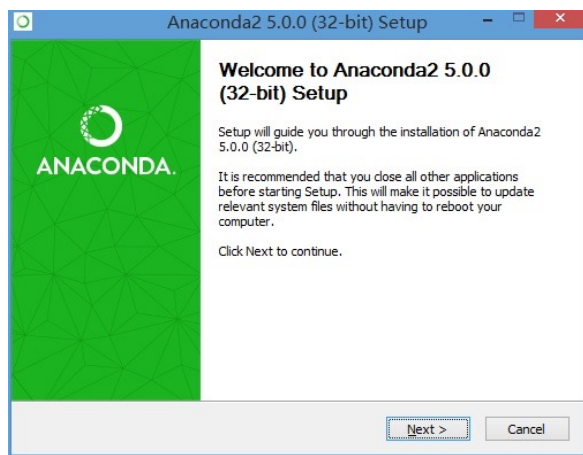 Anaconda2 5.0.0 (32-bit) Setup
Welcome to Anaconda2 5.0.0
(32-bit) Setup
Setup will guide you through the installation of Anaconda2
5.0.0 (32-bit).
It is recommended that you close all other applications
before starting Setup. This will make it possible to update
relevant system files without having to reboot your
computer.
Click Next to continue.
ANACONDA.
Next >
Cancel